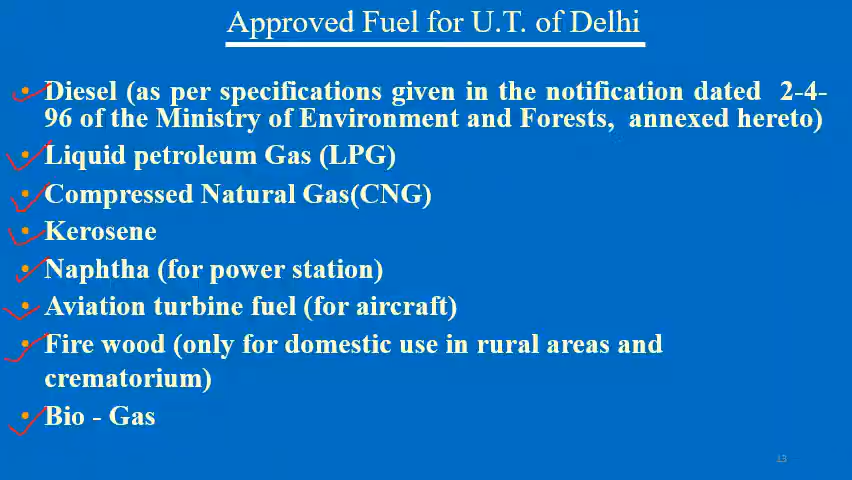 Approved Fuel for U.T. of Delhi
• Diesel (as per specifications given in the notification dated 2-4-
96 of the Ministry of Environment and Forests, annexed hereto)
• Liquid petroleum Gas (LPG)
• Compressed Natural Gas(CNG)
• Kerosene
• Naphtha (for power station)
• Aviation turbine fuel (for aircraft)
• Fire wood (only for domestic use in rural areas and
crematorium)
• Bio - Gas
13